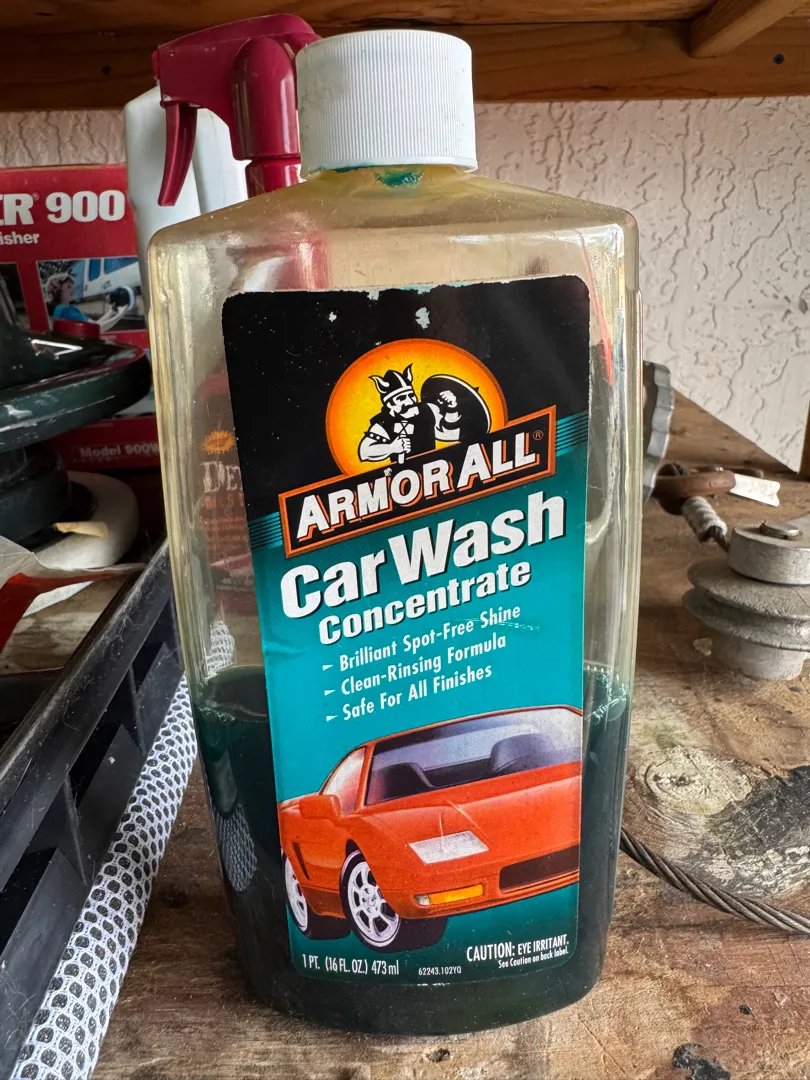 R® 900
isher
Model 900
DE
ARMOR ALL®
Car Wash
Concentrate
– Brilliant Spot-Free Shine
– Clean-Rinsing Formula
– Safe For All Finishes
CAUTION: EYE IRRITANT.
See Caution on back label.
1 PT. (16 FL. OZ.) 473 ml
62243.102YQ